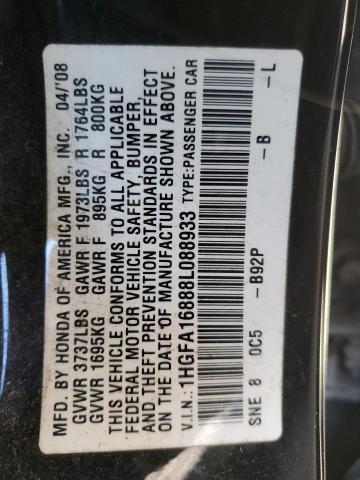 MFD. BY HONDA OF AMERICA MFG., INC. 04/'08
GVWR 3737LBS GAWR F 1973LBS R 1764LBS
GVWR 1695KG GAWR F 895KG R 800KG
THIS VEHICLE CONFORMS TO ALL APPLICABLE
FEDERAL MOTOR VEHICLE SAFETY, BUMPER,
AND THEFT PREVENTION STANDARDS IN EFFECT
ON THE DATE OF MANUFACTURE SHOWN ABOVE.
V.I.N.: 1HGFA16888L088933 TYPE: PASSENGER CAR
SNE 8 0C5 -B92P -B -L